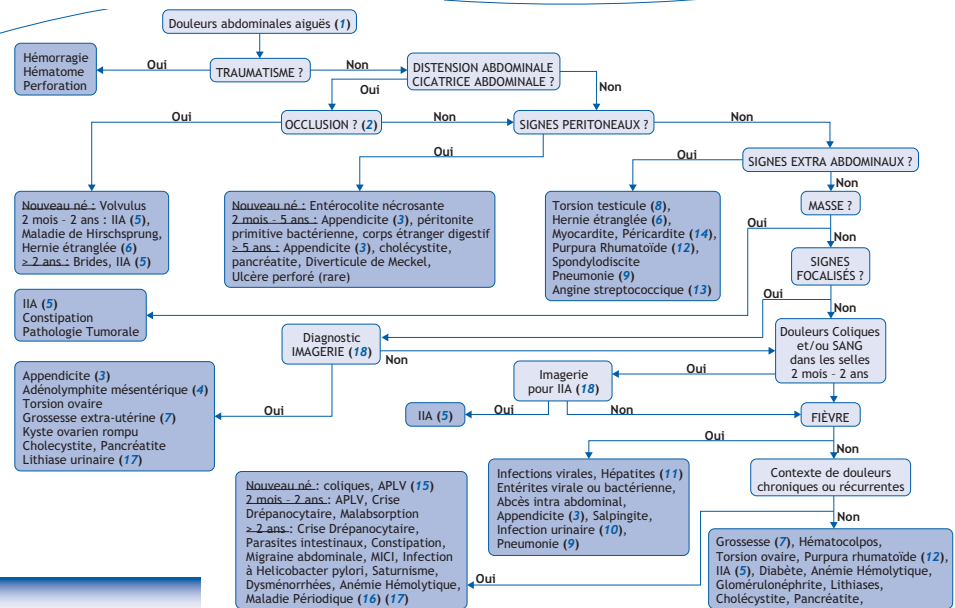 Douleurs abdominales aiguës (1)
Hémorragie
Hématome
Perforation
Oui
TRAUMATISME ?
Non
DISTENSION ABDOMINALE
CICATRICE ABDOMINALE ?
Oui
Non
Oui
OCCLUSION ? (2)
Non
SIGNES PERITONEAUX ?
Non
Oui
Oui
SIGNES EXTRA ABDOMINAUX ?
Non
Nouveau né : Volvulus
2 mois - 2 ans : IIA (5),
Maladie de Hirschsprung,
Hernie étranglée (6)
> 2 ans : Brides, IIA (5)
Nouveau né : Entérocolite nécrosante
2 mois - 5 ans : Appendicite (3), péritonite
primitive bactérienne, corps étranger digestif
> 5 ans : Appendicite (3), cholécystite,
pancréatite, Diverticule de Meckel,
Ulcère perforé (rare)
Torsion testicule (8),
Hernie étranglée (6),
Myocardite, Péricardite (14),
Purpura Rhumatoïde (12),
Spondylodiscite
Pneumonie (9)
Angine streptococcique (13)
MASSE ?
Oui
Non
SIGNES
FOCALISÉS ?
IIA (5)
Constipation
Pathologie Tumorale
Oui
Non
Diagnostic
IMAGERIE (18)
Non
Douleurs Coliques
et/ou SANG
dans les selles
2 mois - 2 ans
Oui
Imagerie
pour IIA (18)
Appendicite (3)
Adénolymphite mésentérique (4)
Torsion ovaire
Grossesse extra-utérine (7)
Kyste ovarien rompu
Cholecystite, Pancréatite
Lithiase urinaire (17)
Oui
IIA (5)
Oui
Non
FIÈVRE
Oui
Non
Infections virales, Hépatites (11)
Entérites virale ou bactérienne,
Abcès intra abdominal,
Appendicite (3), Salpingite,
Infection urinaire (10),
Pneumonie (9)
Contexte de douleurs
chroniques ou récurrentes
Non
Nouveau né : coliques, APLV (15)
2 mois - 2 ans : APLV, Crise
Drépanocytaire, Malabsorption
> 2 ans : Crise Drépanocytaire,
Parasites intestinaux, Constipation,
Migraine abdominale, MICI, Infection
à Helicobacter pylori, Saturnisme,
Dysménorrhées, Anémie Hémolytique,
Maladie Périodique (16) (17)
Oui
Grossesse (7), Hématocolpos,
Torsion ovaire, Purpura rhumatoïde (12),
IIA (5), Diabète, Anémie Hémolytique,
Glomérulonéphrite, Lithiases,
Cholécystite, Pancréatite,